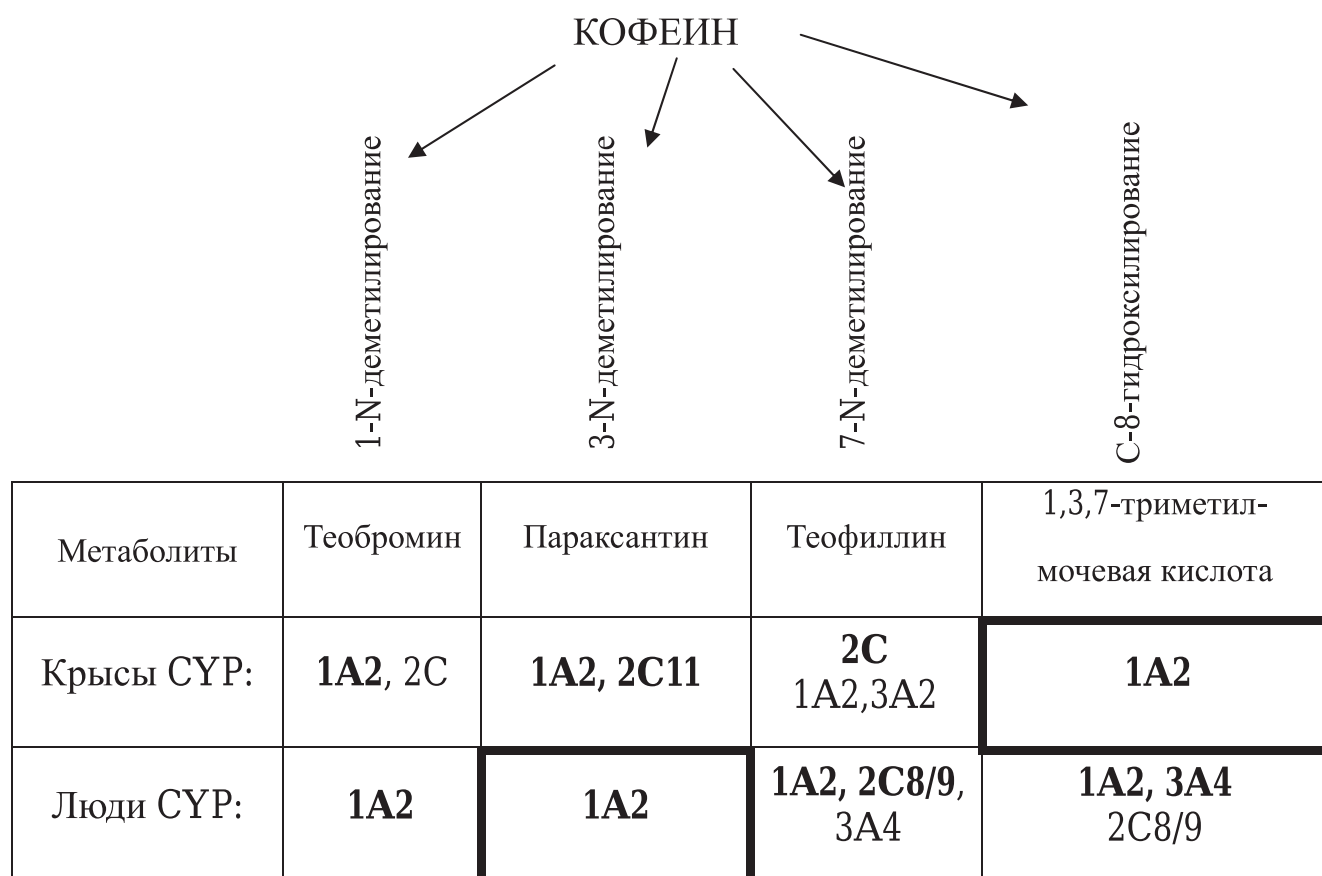 КОФЕИН
1-N-деметилирование
3-N-деметилирование
7-N-деметилирование
С-8-гидроксилирование
Метаболиты
Теобромин
Параксантин
Теофиллин
1,3,7-триметил-
мочевая кислота
Крысы CYP:
1A2, 2C
1A2, 2C11
2C
1A2,3A2
1A2
Люди CYP:
1A2
1A2
1A2, 2C8/9,
3A4
1A2, 3A4
2C8/9